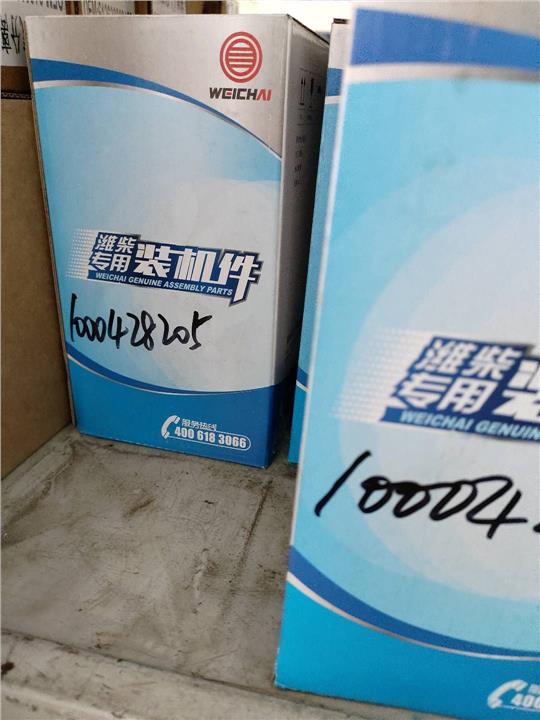 WEICHAI
潍柴
专用
装机件
WEICHAI GENUINE ASSEMBLY PARTS
1000428205
服务热线
400 618 3066
潍柴
专用
WEICHAI GENUIN
10004